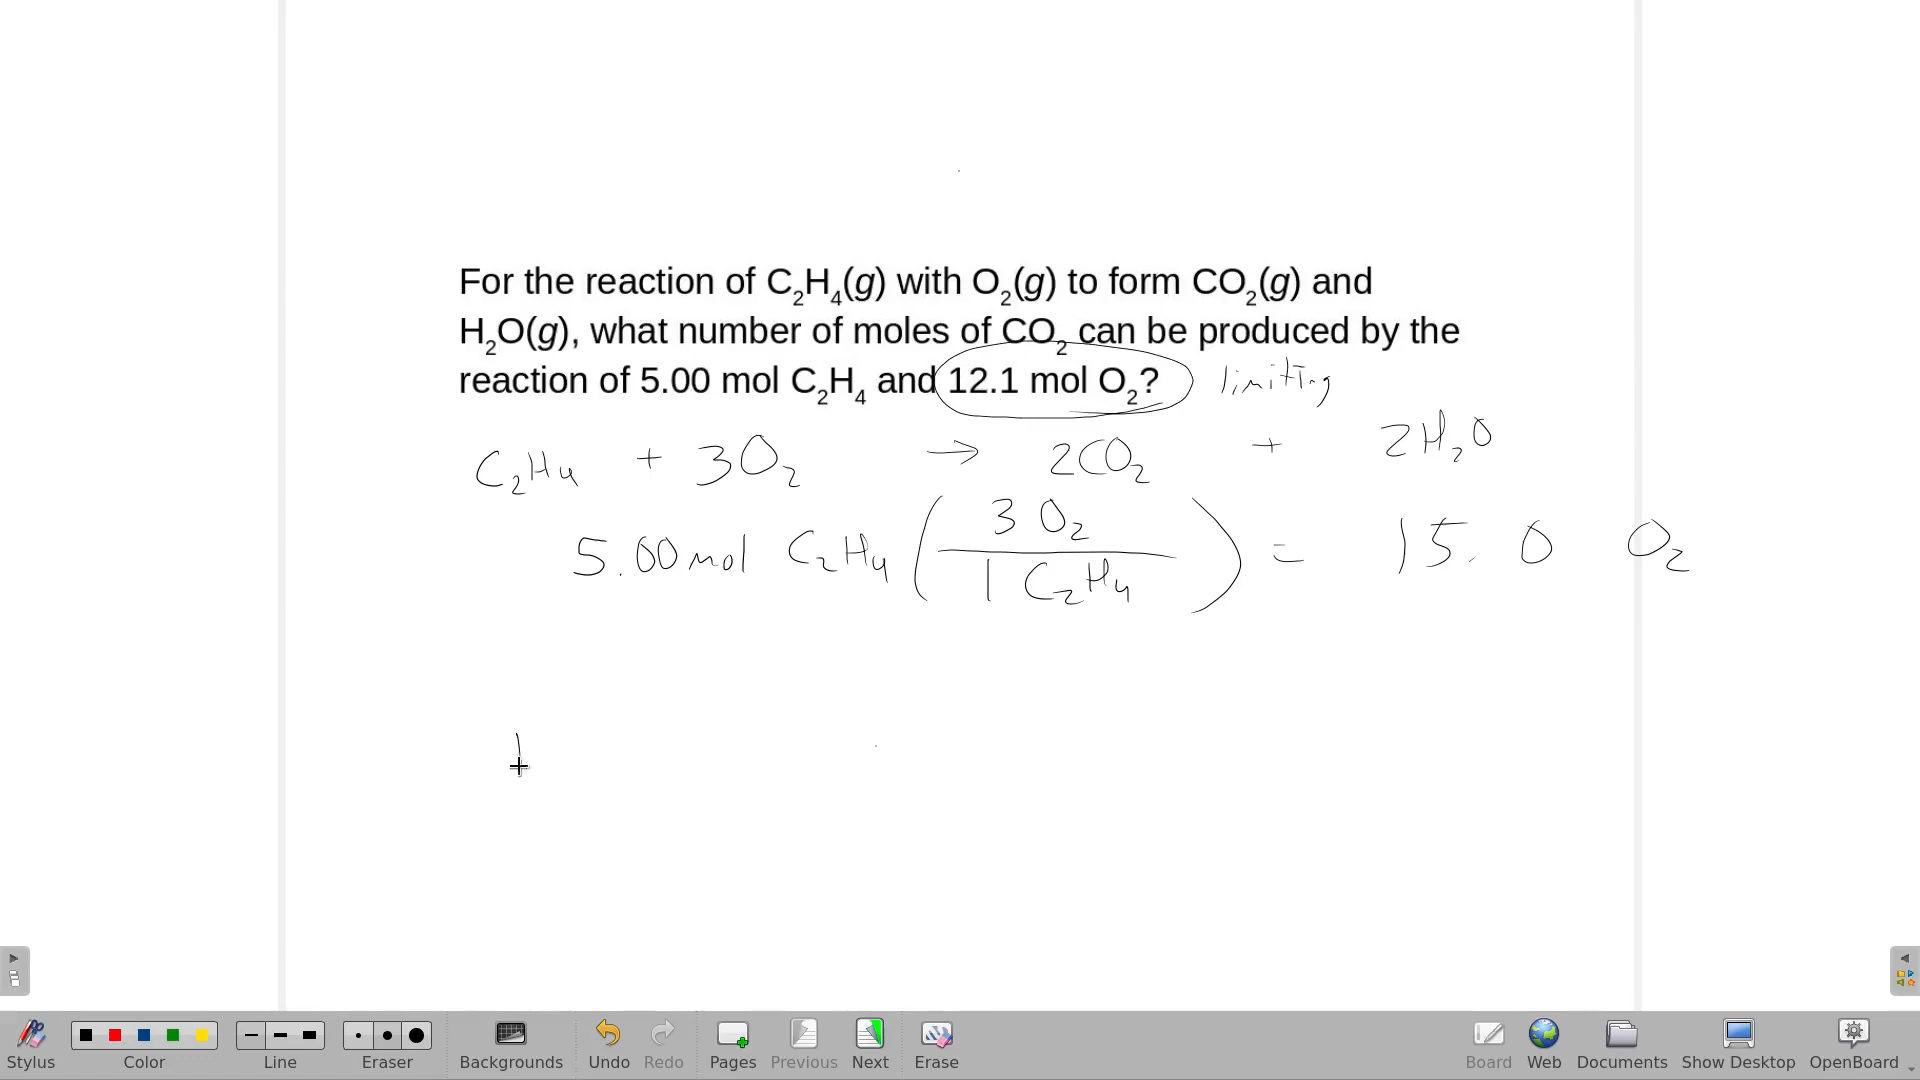 For the reaction of C₂H₄(g) with O₂(g) to form CO₂(g) and
H₂O(g), what number of moles of CO₂ can be produced by the
reaction of 5.00 mol C₂H₄ and 12.1 mol O₂? limiting
C₂H₄ + 3O₂ → 2CO₂ + 2H₂O
5.00 mol C₂H₄ ( 3 O₂ / 1 C₂H₄ ) = 15.0 O₂
Stylus Color Line Eraser Backgrounds Undo Redo Pages Previous Next Erase Board Web Documents Show Desktop OpenBoard